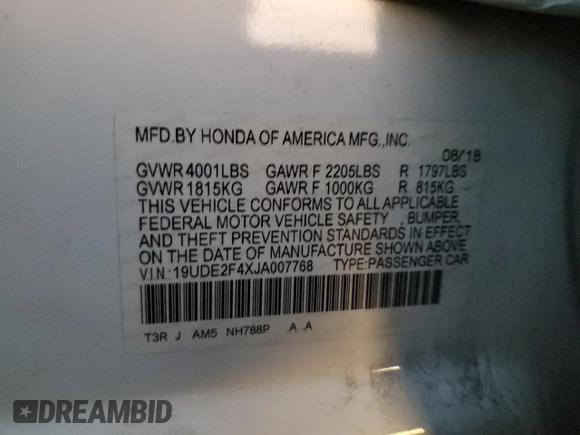 MFD.BY HONDA OF AMERICA MFG.,INC.
08/18
GVWR 4001LBS GAWR F 2205LBS R 1797LBS
GVWR 1815KG GAWR F 1000KG R 815KG
THIS VEHICLE CONFORMS TO ALL APPLICABLE
FEDERAL MOTOR VEHICLE SAFETY , BUMPER,
AND THEFT PREVENTION STANDARDS IN EFFECT
ON THE DATE OF MANUFACTURE SHOWN ABOVE
V.I.N.:19UDE2F4XJA007768 TYPE:PASSENGER CAR
T3R J AM5 NH788P .A .A
DREAMBID